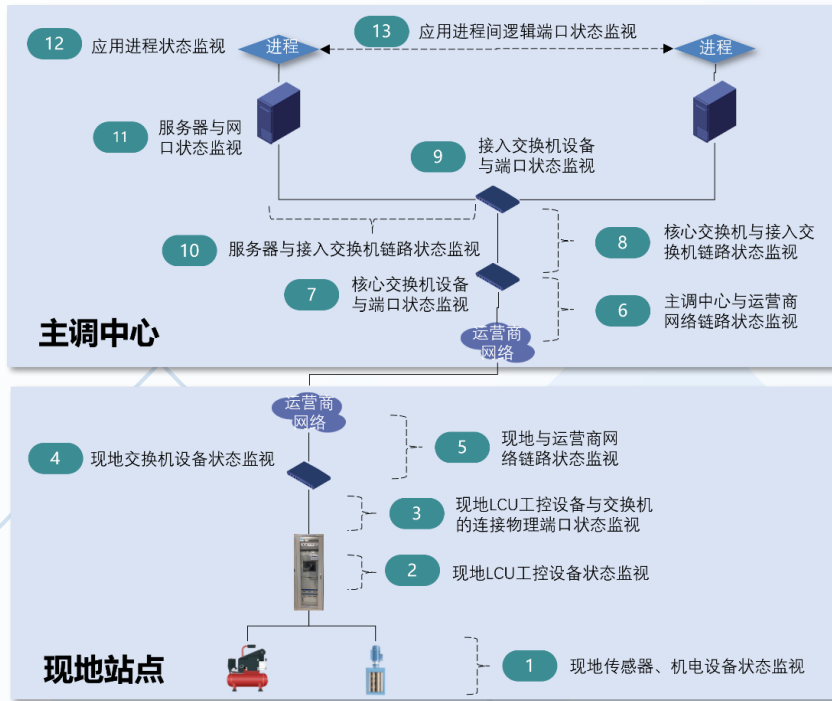 12 应用进程状态监视
进程
13 应用进程间逻辑端口状态监视
进程
11 服务器与网
口状态监视
9 接入交换机设备
与端口状态监视
10 服务器与接入交换机链路状态监视
8 核心交换机与接入交
换机链路状态监视
7 核心交换机设备
与端口状态监视
6 主调中心与运营商
网络链路状态监视
主调中心
运营商
网络
运营商
网络
4 现地交换机设备状态监视
5 现地与运营商网
络链路状态监视
3 现地LCU工控设备与交换机
的连接物理端口状态监视
2 现地LCU工控设备状态监视
现地站点
1 现地传感器、机电设备状态监视